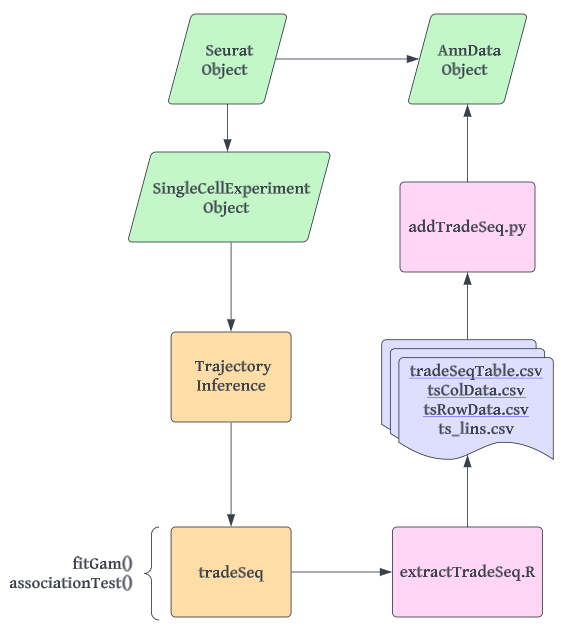 Seurat
Object
AnnData
Object
SingleCellExperiment
Object
addTradeSeq.py
Trajectory
Inference
tradeSeqTable.csv
tsColData.csv
tsRowData.csv
ts_lins.csv
fitGam()
associationTest()
tradeSeq
extractTradeSeq.R